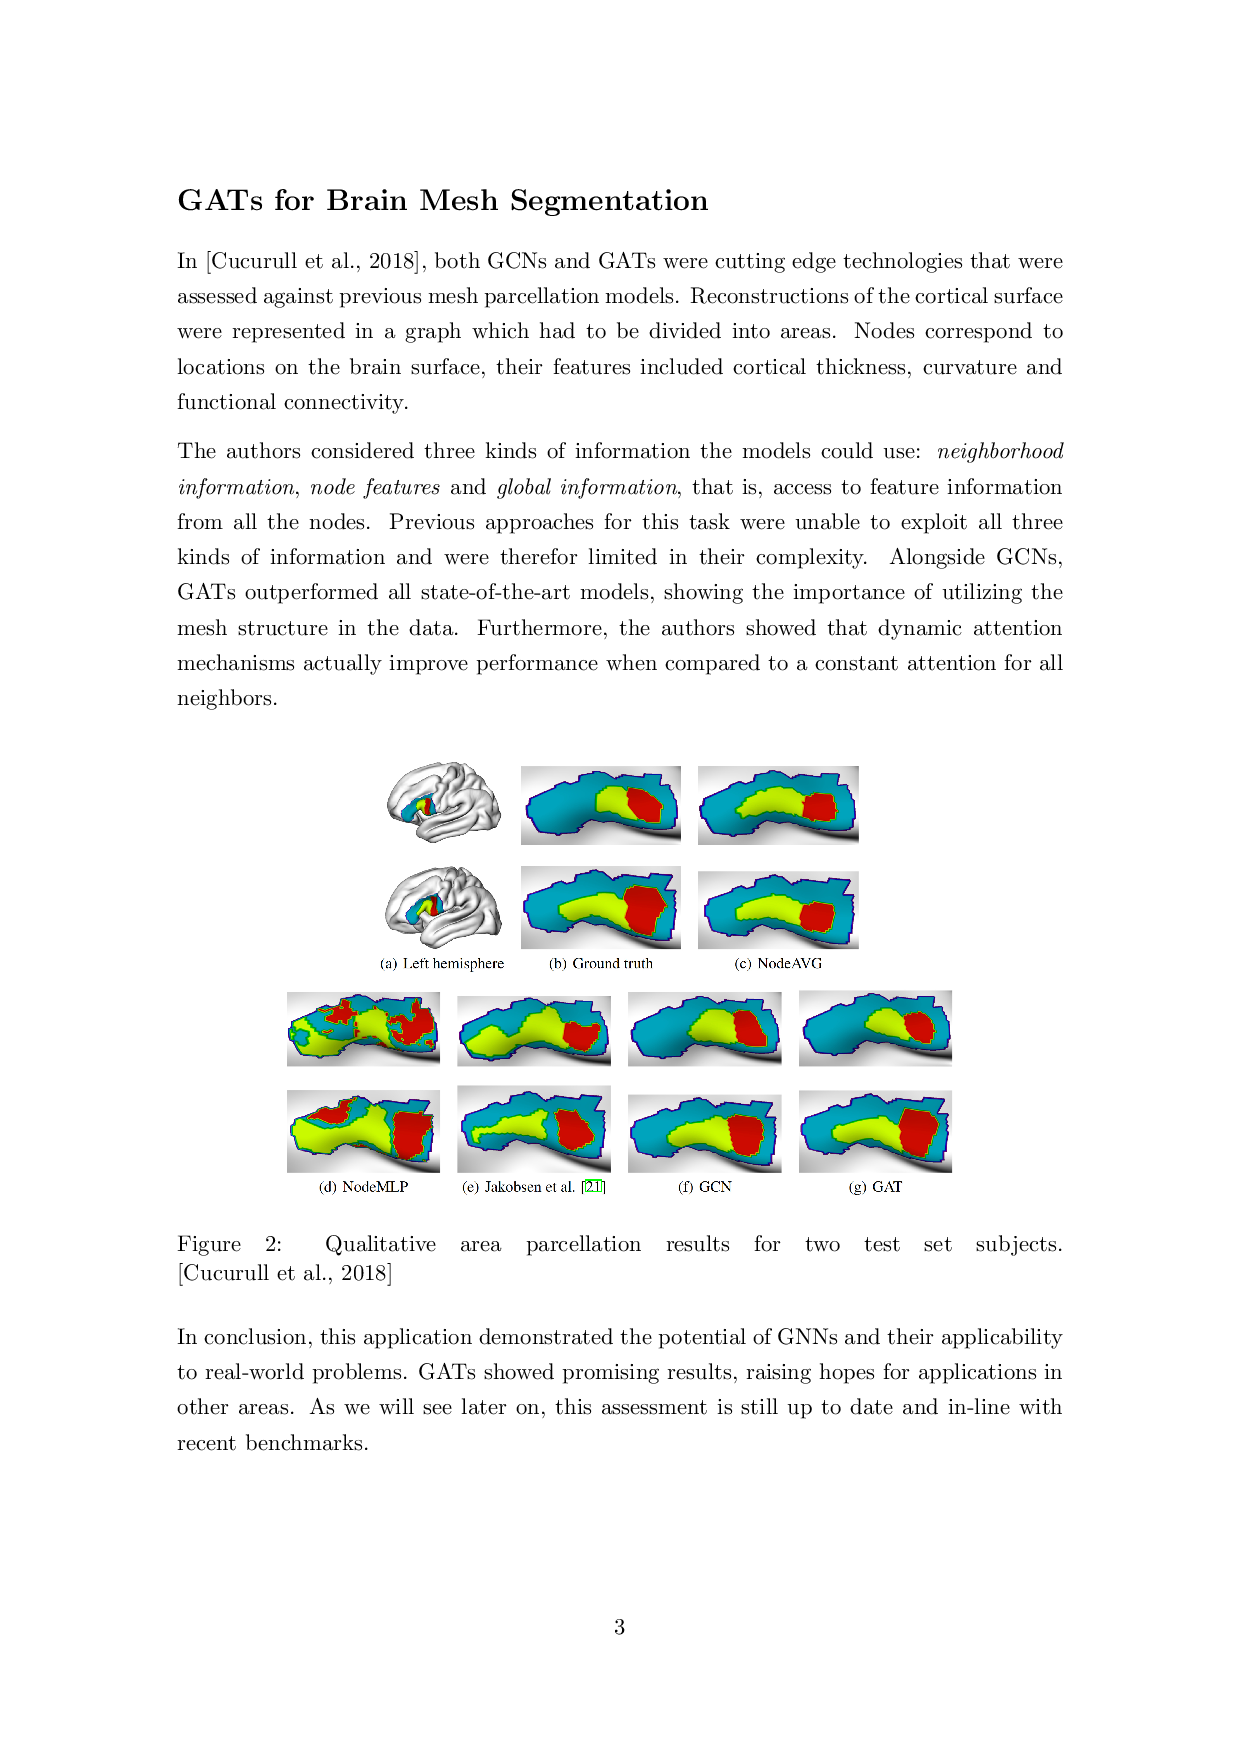 GATs for Brain Mesh Segmentation
In [Cucurull et al., 2018], both GCNs and GATs were cutting edge technologies that were
assessed against previous mesh parcellation models. Reconstructions of the cortical surface
were represented in a graph which had to be divided into areas. Nodes correspond to
locations on the brain surface, their features included cortical thickness, curvature and
functional connectivity.
The authors considered three kinds of information the models could use: neighborhood
information, node features and global information, that is, access to feature information
from all the nodes. Previous approaches for this task were unable to exploit all three
kinds of information and were therefor limited in their complexity. Alongside GCNs,
GATs outperformed all state-of-the-art models, showing the importance of utilizing the
mesh structure in the data. Furthermore, the authors showed that dynamic attention
mechanisms actually improve performance when compared to a constant attention for all
neighbors.
(a) Left hemisphere (b) Ground truth (c) NodeAVG
(d) NodeMLP (e) Jakobsen et al. [21] (f) GCN (g) GAT
Figure 2: Qualitative area parcellation results for two test set subjects.
[Cucurull et al., 2018]
In conclusion, this application demonstrated the potential of GNNs and their applicability
to real-world problems. GATs showed promising results, raising hopes for applications in
other areas. As we will see later on, this assessment is still up to date and in-line with
recent benchmarks.
3